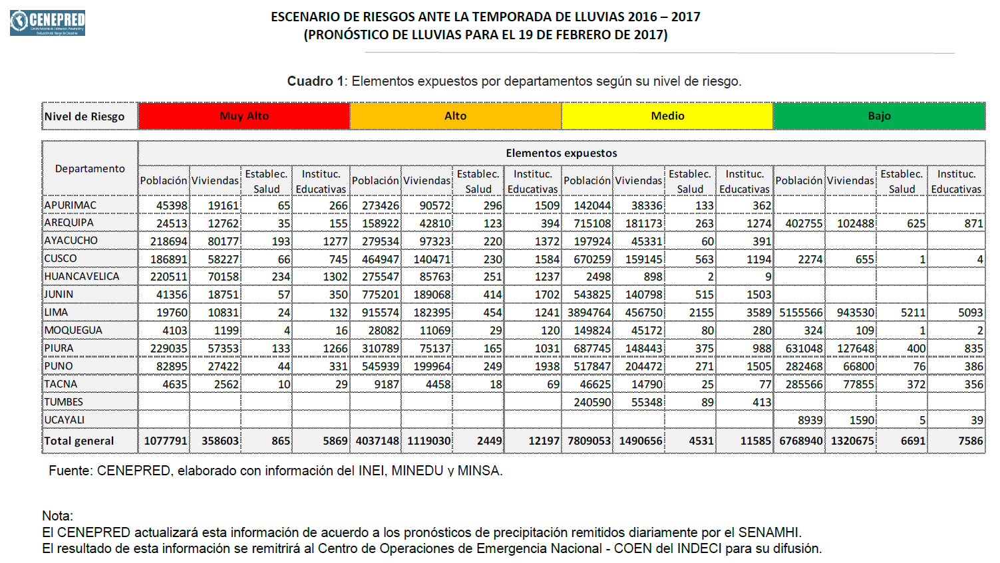 CENEPRED
Centro Nacional de Estimación, Prevención y
Reducción del Riesgo de Desastres
ESCENARIO DE RIESGOS ANTE LA TEMPORADA DE LLUVIAS 2016 – 2017
(PRONÓSTICO DE LLUVIAS PARA EL 19 DE FEBRERO DE 2017)
Cuadro 1: Elementos expuestos por departamentos según su nivel de riesgo.
Nivel de Riesgo Muy Alto Alto Medio Bajo
Elementos expuestos
Departamento
Población Viviendas Establec. Salud Instituc. Educativas Población Viviendas Establec. Salud Instituc. Educativas Población Viviendas Establec. Salud Instituc. Educativas Población Viviendas Establec. Salud Instituc. Educativas
APURIMAC 45398 19161 65 266 273426 90572 296 1509 142044 38336 133 362
AREQUIPA 24513 12762 35 155 158922 42810 123 394 715108 181173 263 1274 402755 102488 625 871
AYACUCHO 218694 80177 193 1277 279534 97323 220 1372 197924 45331 60 391
CUSCO 186891 58227 66 745 464947 140471 230 1584 670259 159145 563 1194 2274 655 1 4
HUANCAVELICA 220511 70158 234 1302 275547 85763 251 1237 2498 898 2 9
JUNIN 41356 18751 57 350 775201 189068 414 1702 543825 140798 515 1503
LIMA 19760 10831 24 132 915574 182395 454 1241 3894764 456750 2155 3589 5155566 943530 5211 5093
MOQUEGUA 4103 1199 4 16 28082 11069 29 120 149824 45172 80 280 324 109 1 2
PIURA 229035 57353 133 1266 310789 75137 165 1031 687745 148443 375 988 631048 127648 400 835
PUNO 82895 27422 44 331 545939 199964 249 1938 517847 204472 271 1505 282468 66800 76 386
TACNA 4635 2562 10 29 9187 4458 18 69 46625 14790 25 77 285566 77855 372 356
TUMBES 240590 55348 89 413
UCAYALI 8939 1590 5 39
Total general 1077791 358603 865 5869 4037148 1119030 2449 12197 7809053 1490656 4531 11585 6768940 1320675 6691 7586
Fuente: CENEPRED, elaborado con información del INEI, MINEDU y MINSA.
Nota:
El CENEPRED actualizará esta información de acuerdo a los pronósticos de precipitación remitidos diariamente por el SENAMHI.
El resultado de esta información se remitrirá al Centro de Operaciones de Emergencia Nacional - COEN del INDECI para su difusión.